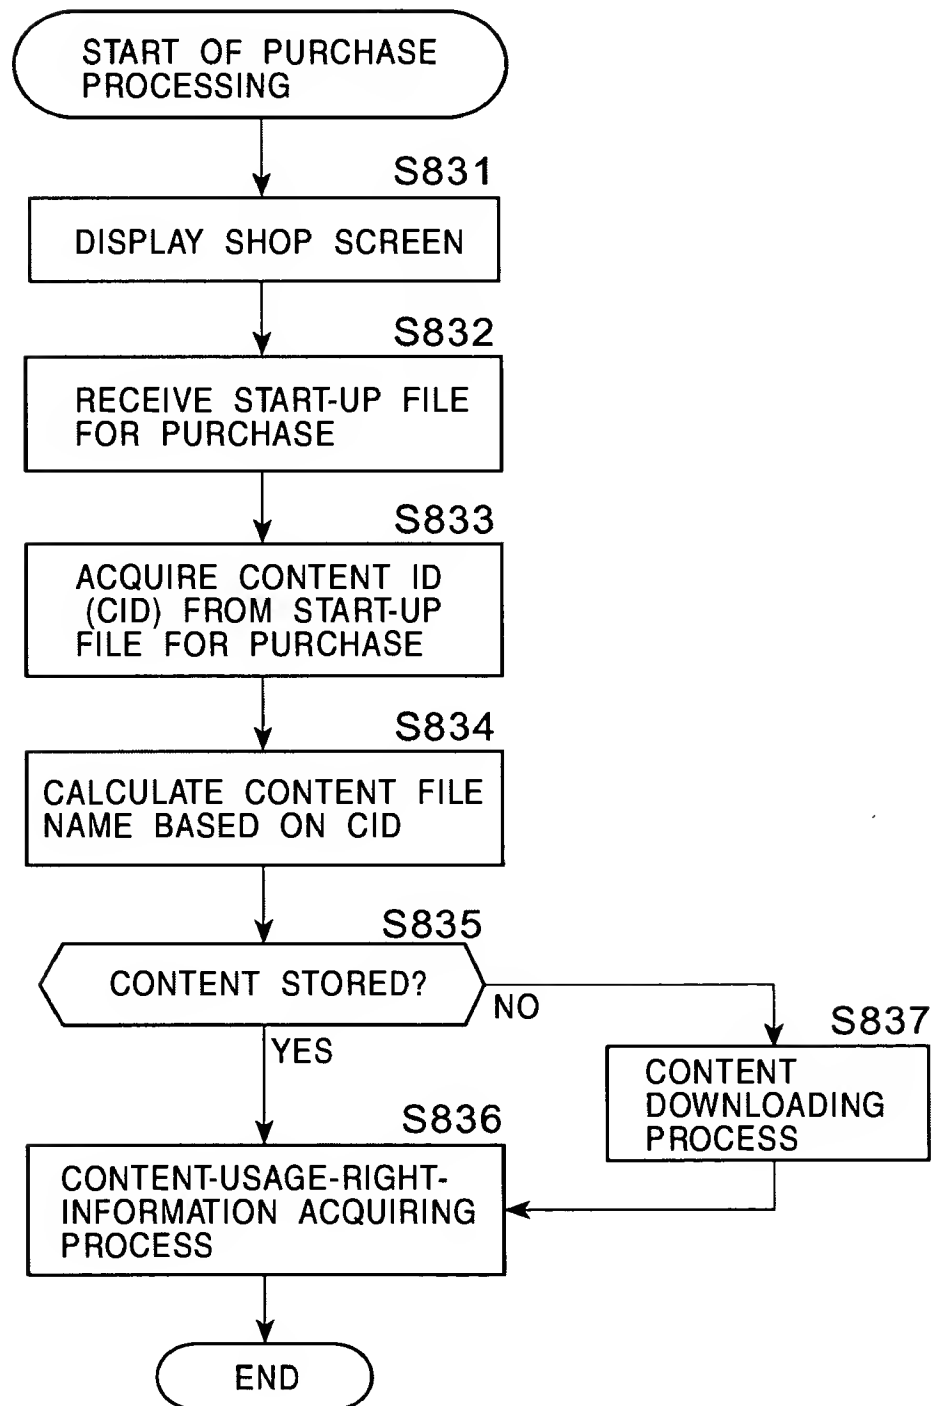 START OF PURCHASE
PROCESSING
S831
DISPLAY SHOP SCREEN
S832
RECEIVE START-UP FILE
FOR PURCHASE
S833
ACQUIRE CONTENT ID
(CID) FROM START-UP
FILE FOR PURCHASE
S834
CALCULATE CONTENT FILE
NAME BASED ON CID
S835
CONTENT STORED?
NO
YES
S837
CONTENT
DOWNLOADING
PROCESS
S836
CONTENT-USAGE-RIGHT-
INFORMATION ACQUIRING
PROCESS
END